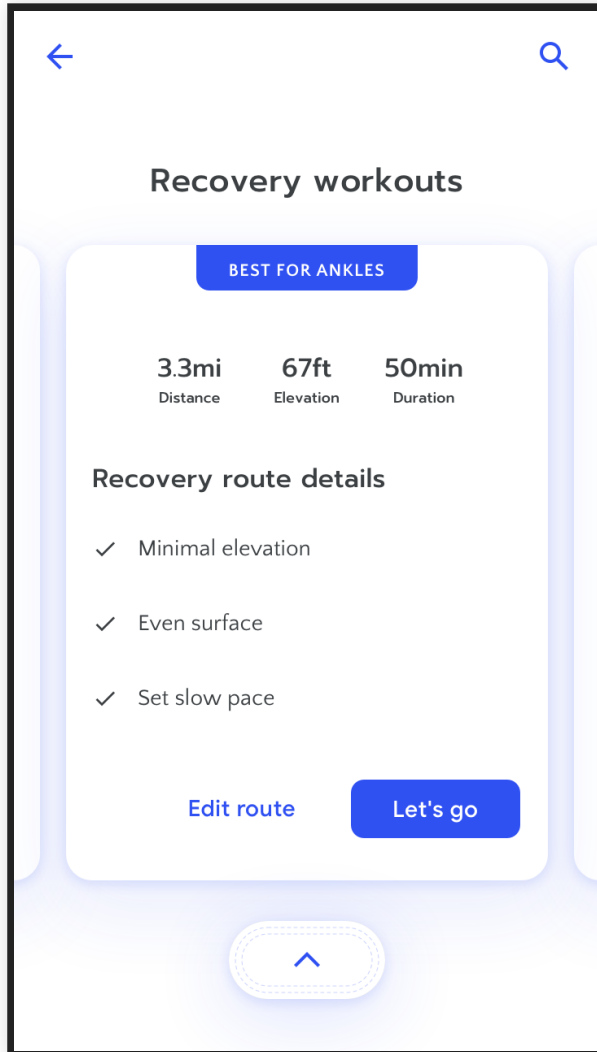 Recovery workouts
BEST FOR ANKLES
3.3mi 67ft 50min
Distance Elevation Duration
Recovery route details
Minimal elevation
Even surface
Set slow pace
Edit route Let's go